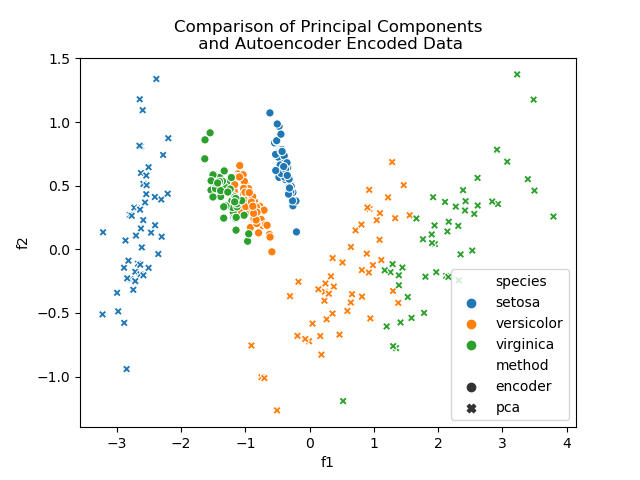 Comparison of Principal Components
and Autoencoder Encoded Data
1.5
1.0
0.5
0.0
−0.5
−1.0
f2
−3
−2
−1
0
1
2
3
4
f1
species
setosa
versicolor
virginica
method
encoder
pca